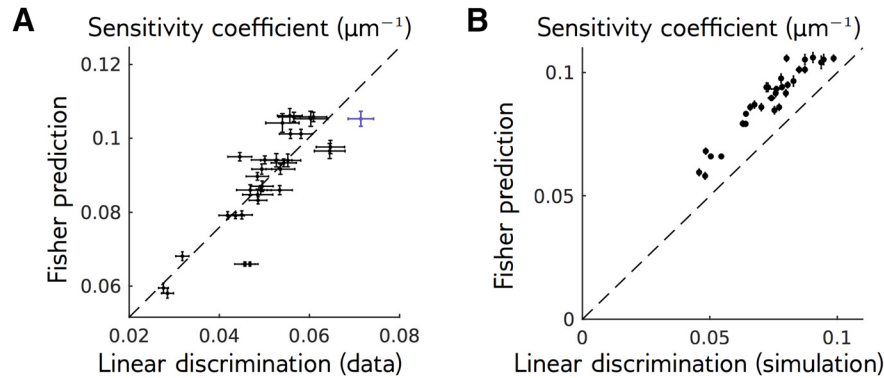 A
Sensitivity coefficient (μm⁻¹)
Fisher prediction
0.12
0.1
0.08
0.06
0.02
0.04
0.06
0.08
Linear discrimination (data)
B
Sensitivity coefficient (μm⁻¹)
Fisher prediction
0.1
0.05
0
0
0.05
0.1
Linear discrimination (simulation)